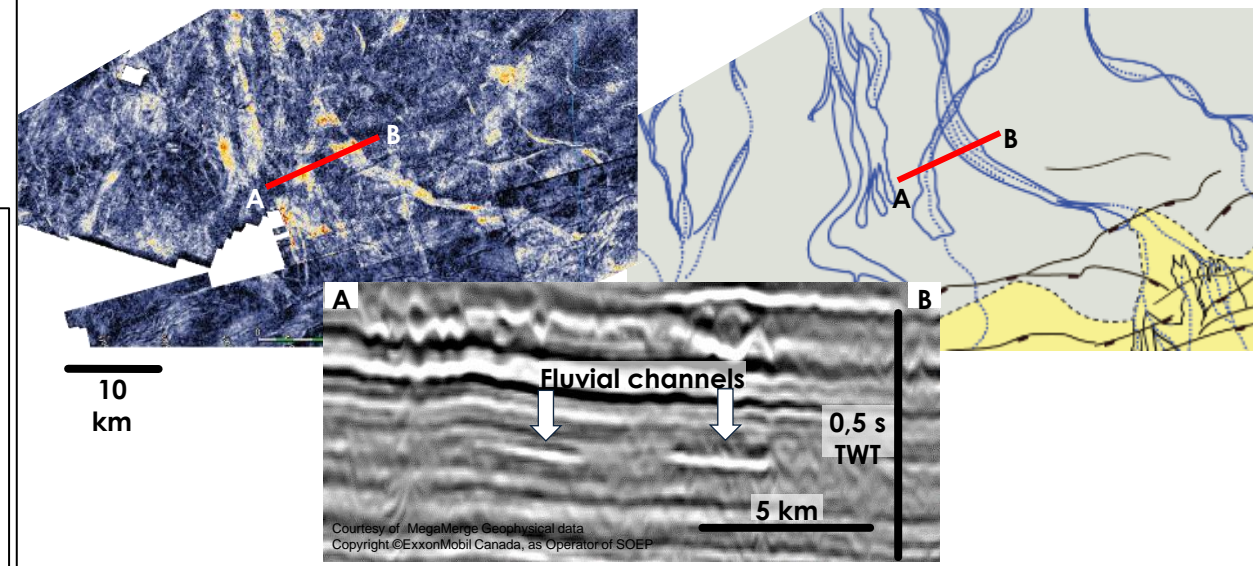 B
A
B
A
10
km
A
B
Fluvial channels
0,5 s
TWT
5 km
Courtesy of MegaMerge Geophysical data
Copyright ©ExxonMobil Canada, as Operator of SOEP